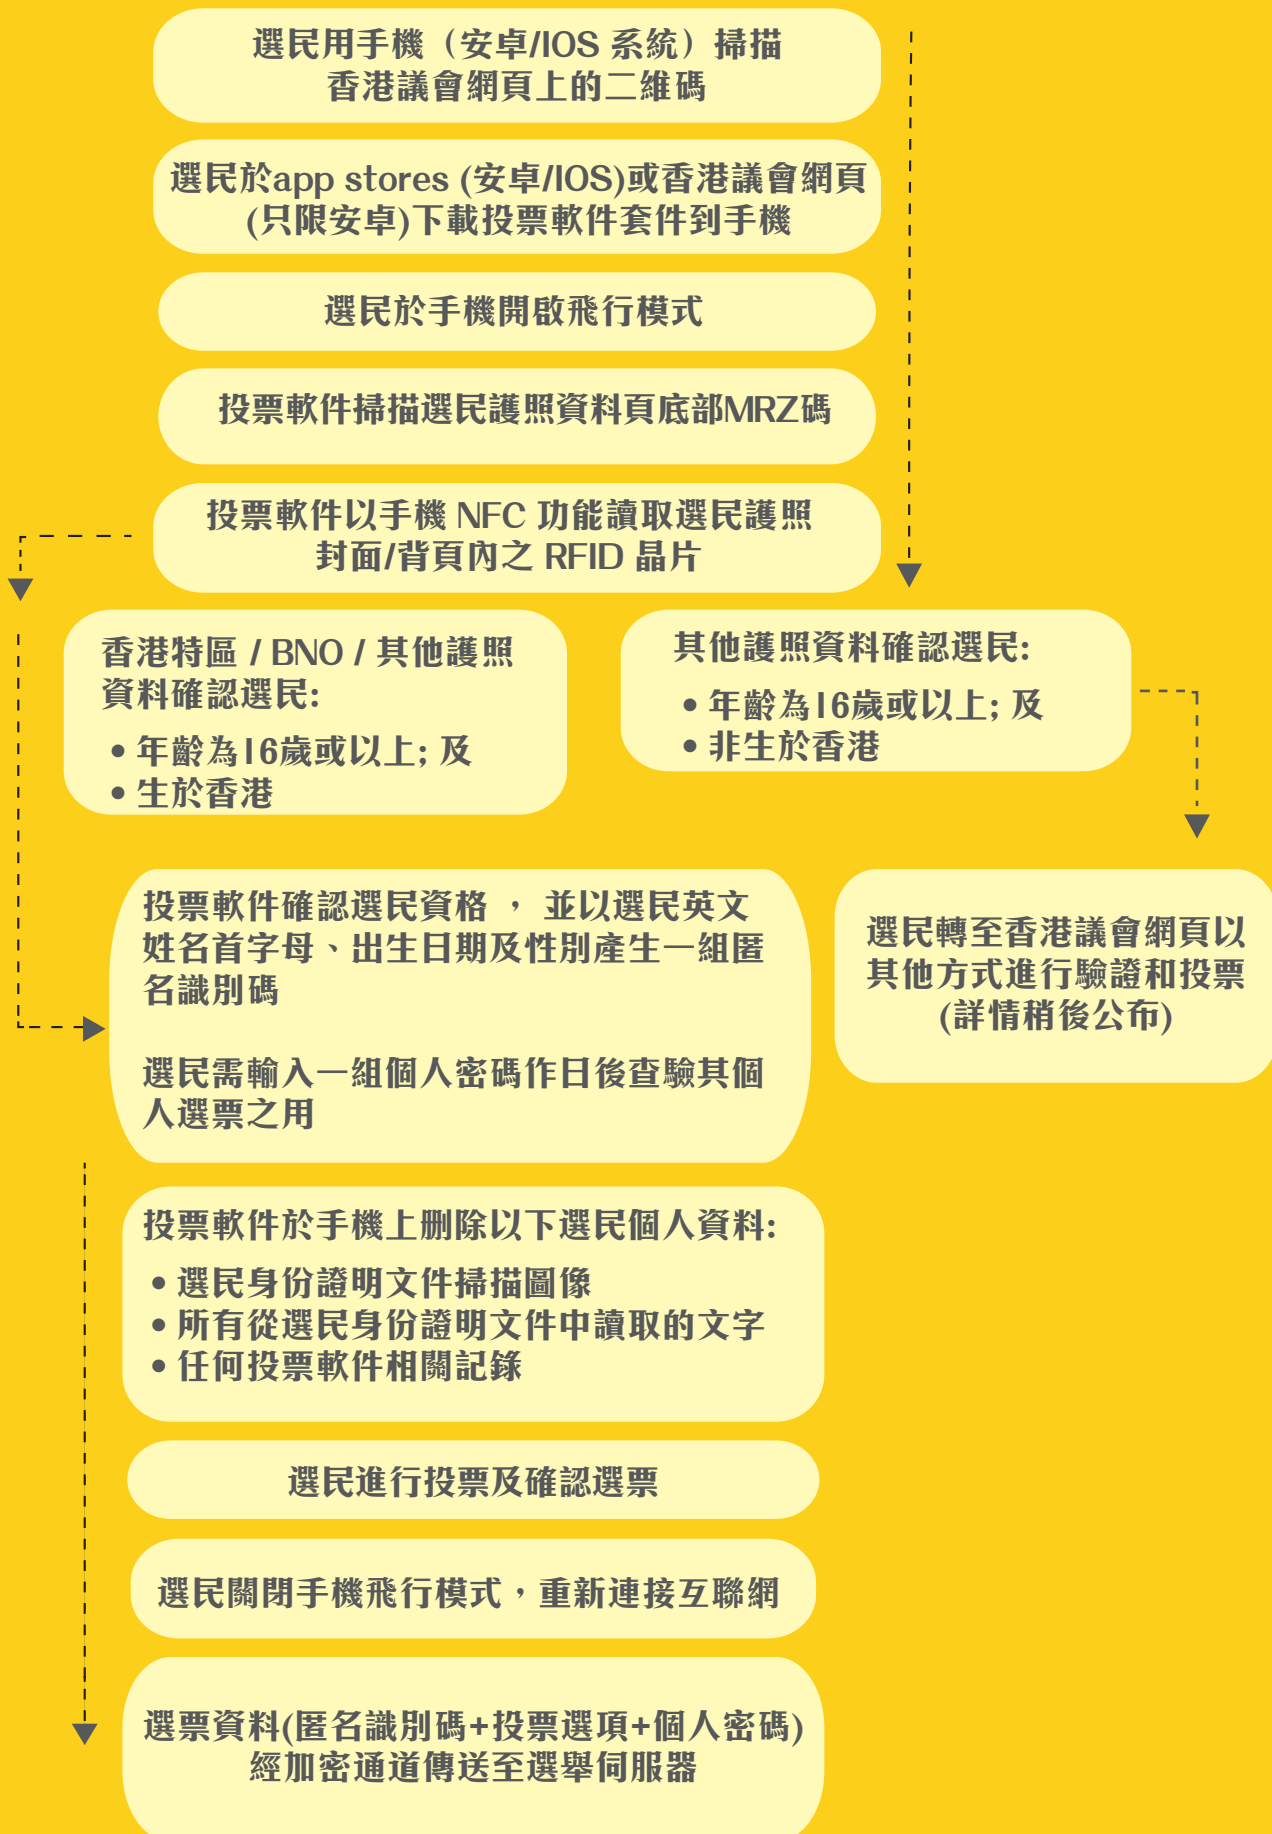 選民用手機（安卓/IOS 系統）掃描
香港議會網頁上的二維碼
選民於app stores (安卓/IOS)或香港議會網頁
(只限安卓)下載投票軟件套件到手機
選民於手機開啟飛行模式
投票軟件掃描選民護照資料頁底部MRZ碼
投票軟件以手機 NFC 功能讀取選民護照
封面/背頁內之 RFID 晶片
香港特區 / BNO / 其他護照
資料確認選民:
• 年齡為16歲或以上; 及
• 生於香港
其他護照資料確認選民:
• 年齡為16歲或以上; 及
• 非生於香港
投票軟件確認選民資格 ， 並以選民英文
姓名首字母、出生日期及性別產生一組匿
名識別碼
選民需輸入一組個人密碼作日後查驗其個
人選票之用
選民轉至香港議會網頁以
其他方式進行驗證和投票
(詳情稍後公布)
投票軟件於手機上刪除以下選民個人資料:
• 選民身份證明文件掃描圖像
• 所有從選民身份證明文件中讀取的文字
• 任何投票軟件相關記錄
選民進行投票及確認選票
選民關閉手機飛行模式，重新連接互聯網
選票資料(匿名識別碼+投票選項+個人密碼)
經加密通道傳送至選舉伺服器